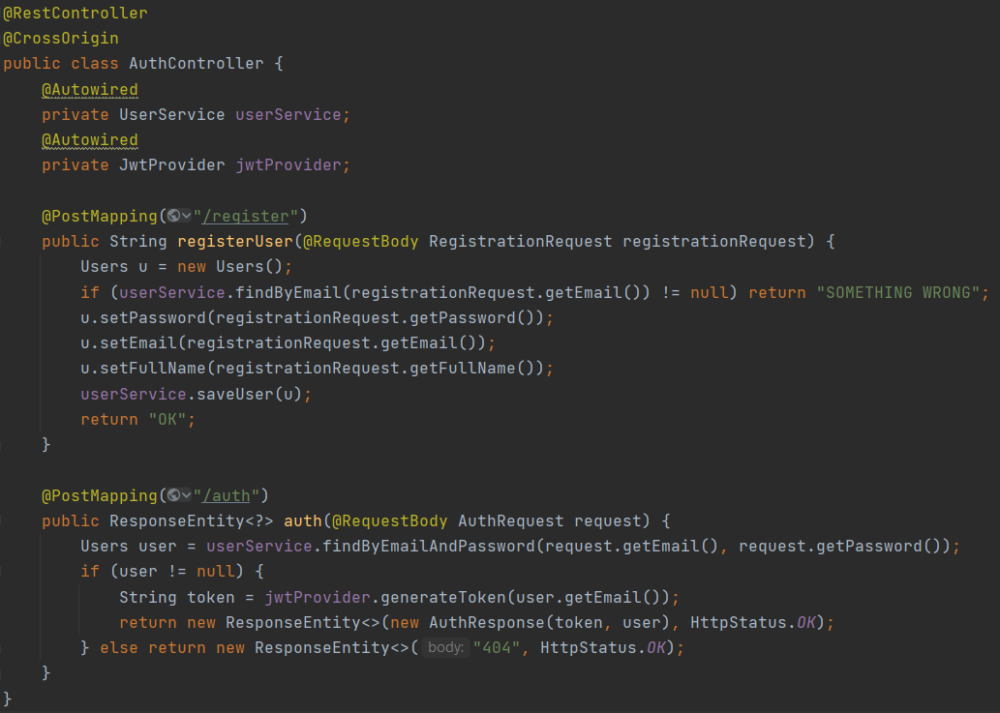 @RestController
@CrossOrigin
public class AuthController {
    @Autowired
    private UserService userService;
    @Autowired
    private JwtProvider jwtProvider;

    @PostMapping("/register")
    public String registerUser(@RequestBody RegistrationRequest registrationRequest) {
        Users u = new Users();
        if (userService.findByEmail(registrationRequest.getEmail()) != null) return "SOMETHING WRONG";
        u.setPassword(registrationRequest.getPassword());
        u.setEmail(registrationRequest.getEmail());
        u.setFullName(registrationRequest.getFullName());
        userService.saveUser(u);
        return "OK";
    }

    @PostMapping("/auth")
    public ResponseEntity<?> auth(@RequestBody AuthRequest request) {
        Users user = userService.findByEmailAndPassword(request.getEmail(), request.getPassword());
        if (user != null) {
            String token = jwtProvider.generateToken(user.getEmail());
            return new ResponseEntity<>(new AuthResponse(token, user), HttpStatus.OK);
        } else return new ResponseEntity<>( body: "404", HttpStatus.OK);
    }
}